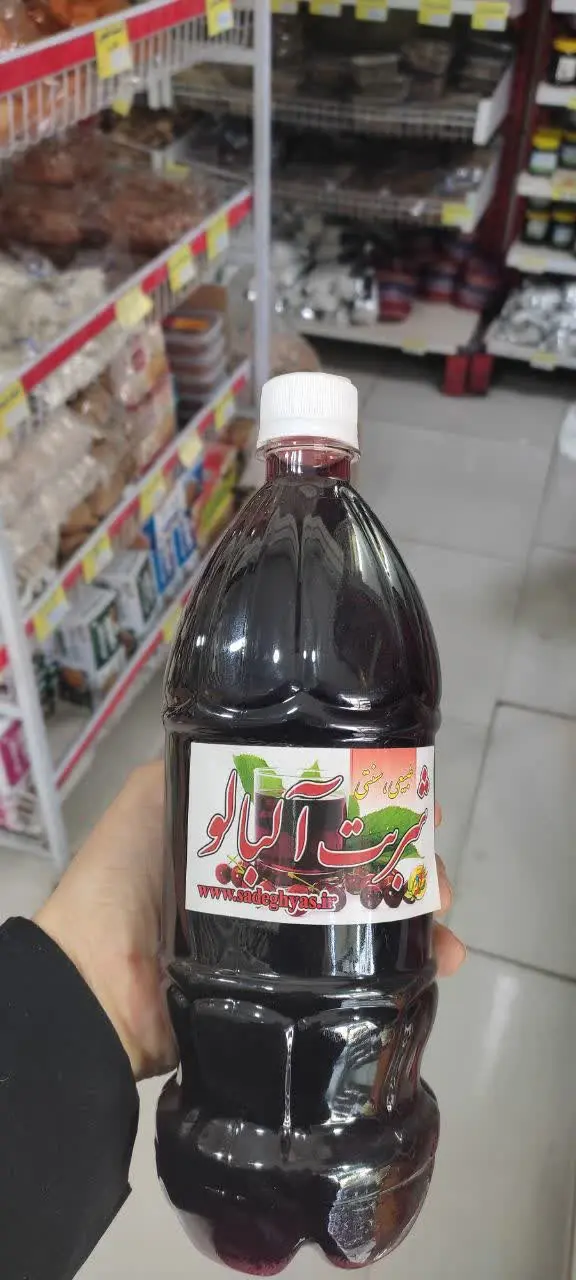 طبیعی، سنتی
شربت آلبالو
www.sadeghyas.ir